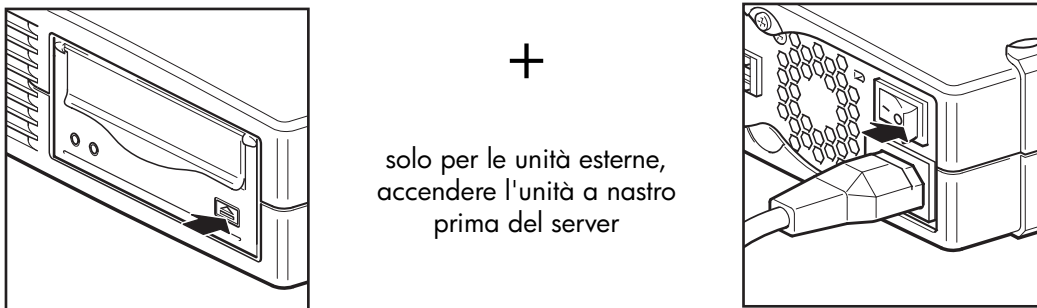 +
solo per le unità esterne,
accendere l'unità a nastro
prima del server